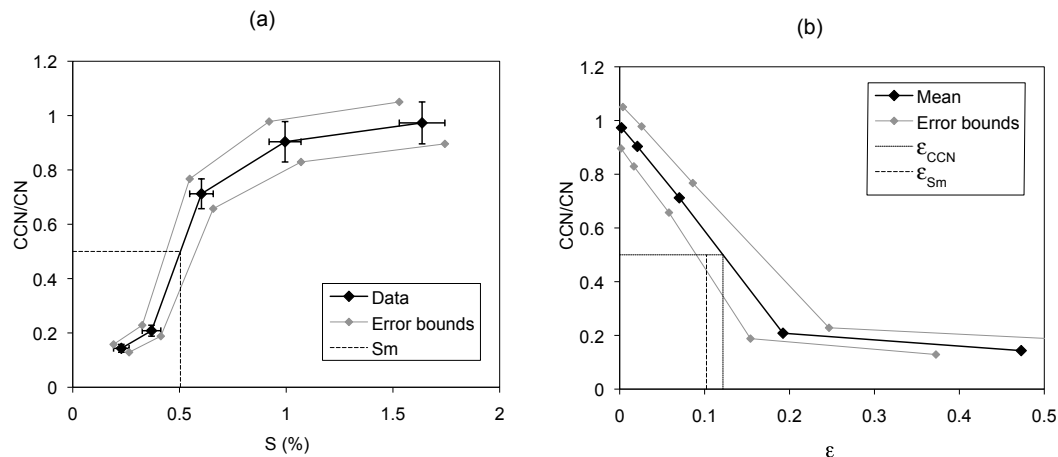 (a)
1.2
1
0.8
0.6
0.4
0.2
0
CCN/CN
0 0.5 1 1.5 2
S (%)
Data
Error bounds
Sm
(b)
1.2
1
0.8
0.6
0.4
0.2
0
CCN/CN
0 0.1 0.2 0.3 0.4 0.5
ε
Mean
Error bounds
εCCN
εSm